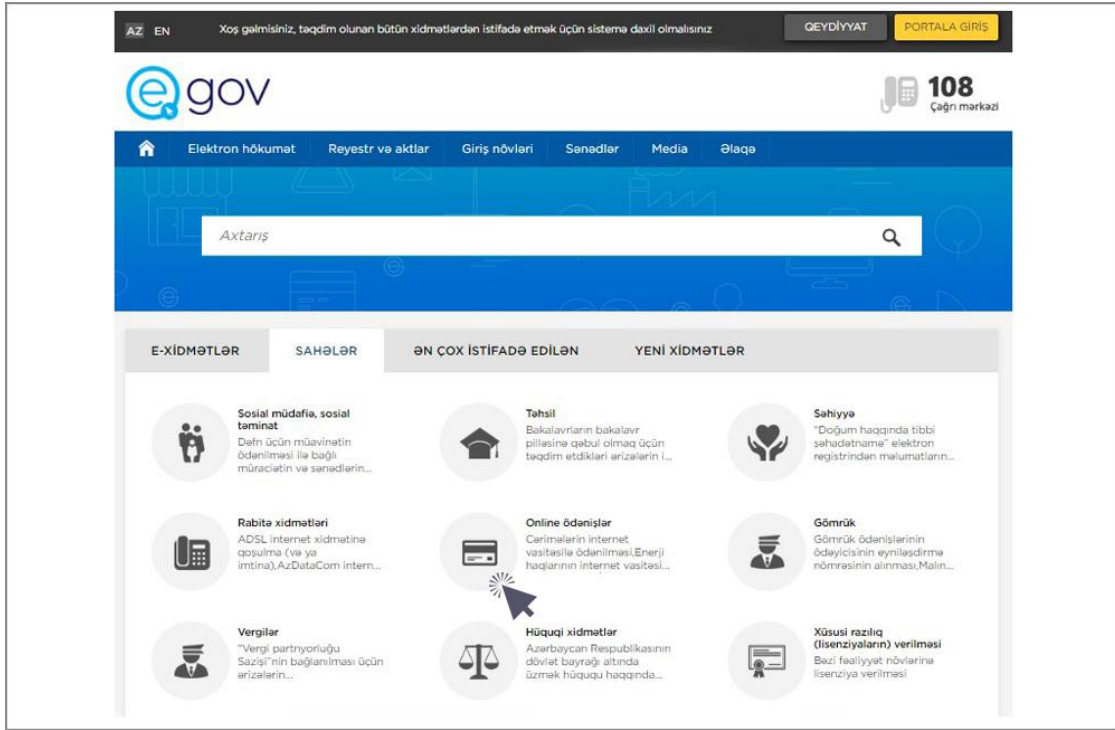 AZ EN Xoş gəlmisiniz, təqdim olunan bütün xidmətlərdən istifadə etmək üçün sistemə daxil olmalısınız QEYDİYYAT PORTALA GİRİŞ
e gov
108
Çağrı mərkəzi
Elektron hökumət Reyestr və aktlar Giriş növləri Sənədlər Media Əlaqə
Axtarış
E-XİDMƏTLƏR SAHƏLƏR ƏN ÇOX İSTİFADƏ EDİLƏN YENİ XİDMƏTLƏR
Sosial müdafiə, sosial
təminat
Dəfn üçün müavinətin
ödənilməsi ilə bağlı
müraciətin və sənədlərin...
Təhsil
Bakalavrların bakalavr
pilləsinə qəbul olmaq üçün
təqdim etdikləri ərizələrin i...
Səhiyyə
"Doğum haqqında tibbi
şəhadətnamə" elektron
registrindən məlumatların...
Rabitə xidmətləri
ADSL internet xidmətinə
qoşulma (və ya
imtina),AzDataCom intern...
Online ödənişlər
Cərimələrin internet
vasitəsilə ödənilməsi,Enerji
haqlarının internet vasitəsi...
Gömrük
Gömrük ödənişlərinin
ödəyicisinin eyniləşdirmə
nömrəsinin alınması,Malın...
Vergilər
"Vergi partnyorluğu
Sazişi"nin bağlanılması üçün
ərizələrin...
Hüquqi xidmətlər
Azərbaycan Respublikasının
dövlət bayrağı altında
üzmək hüququ haqqında...
Xüsusi razılıq
(lisenziyaların) verilməsi
Bəzi fəaliyyət növlərinə
lisenziya verilməsi